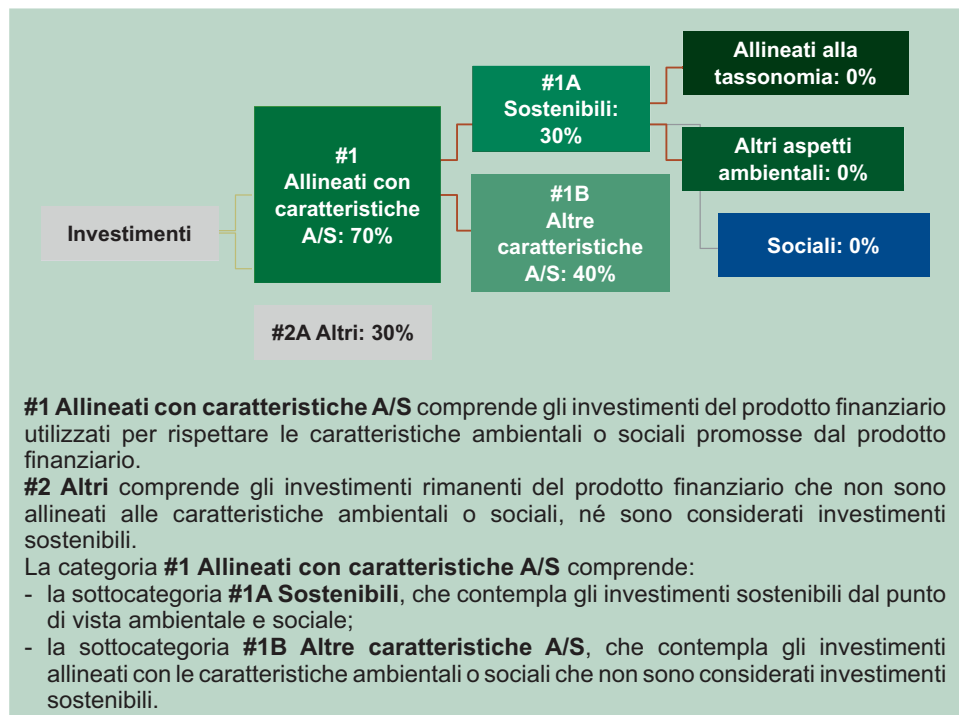 Investimenti
#1
Allineati con
caratteristiche
A/S: 70%
#2A Altri: 30%
#1A
Sostenibili:
30%
#1B
Altre
caratteristiche
A/S: 40%
Allineati alla
tassonomia: 0%
Altri aspetti
ambientali: 0%
Sociali: 0%
#1 Allineati con caratteristiche A/S comprende gli investimenti del prodotto finanziario
utilizzati per rispettare le caratteristiche ambientali o sociali promosse dal prodotto
finanziario.
#2 Altri comprende gli investimenti rimanenti del prodotto finanziario che non sono
allineati alle caratteristiche ambientali o sociali, né sono considerati investimenti
sostenibili.
La categoria #1 Allineati con caratteristiche A/S comprende:
- la sottocategoria #1A Sostenibili, che contempla gli investimenti sostenibili dal punto
di vista ambientale e sociale;
- la sottocategoria #1B Altre caratteristiche A/S, che contempla gli investimenti
allineati con le caratteristiche ambientali o sociali che non sono considerati investimenti
sostenibili.